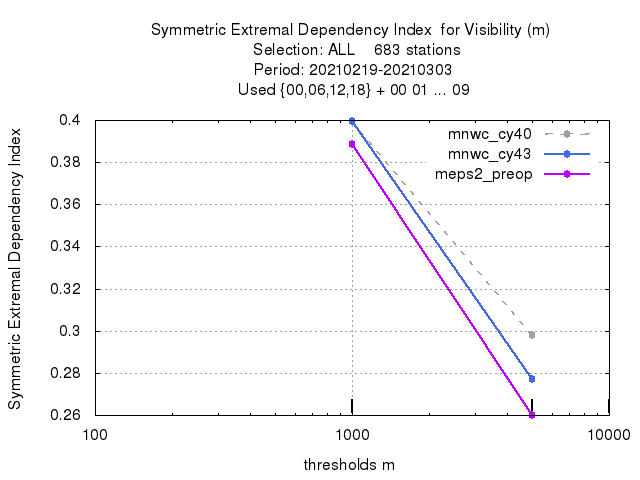 Symmetric Extremal Dependency Index  for Visibility (m)
Selection: ALL    683 stations
Period: 20210219-20210303
Used {00,06,12,18} + 00 01 ... 09
Symmetric Extremal Dependency Index
0.4
0.38
0.36
0.34
0.32
0.3
0.28
0.26
mnwc_cy40
mnwc_cy43
meps2_preop
100 1000 10000
thresholds m